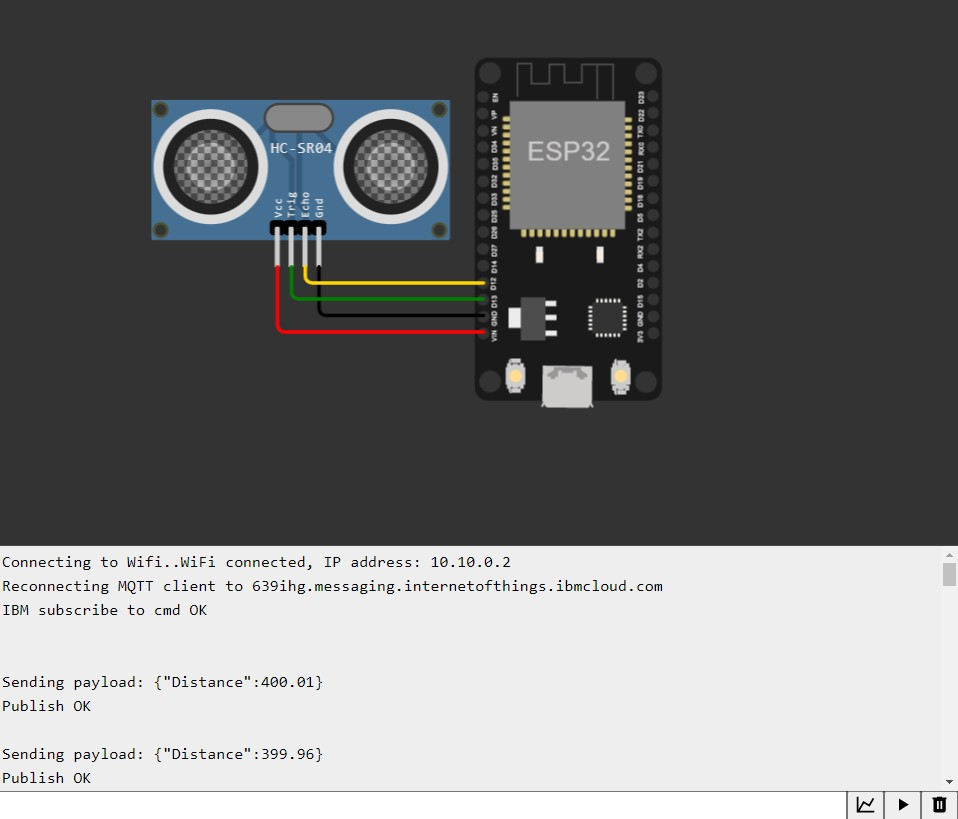 HC-SR04
Vcc
Trig
Echo
Gnd
ESP32
EN
VP
VN
D34
D35
D32
D33
D25
D26
D27
D14
D12
D13
GND
VIN
D23
D22
TX0
RX0
D21
D19
D18
D5
TX2
RX2
D4
D2
D15
GND
3V3
Connecting to Wifi..WiFi connected, IP address: 10.10.0.2
Reconnecting MQTT client to 639ihg.messaging.internetofthings.ibmcloud.com
IBM subscribe to cmd OK
Sending payload: {"Distance":400.01}
Publish OK
Sending payload: {"Distance":399.96}
Publish OK